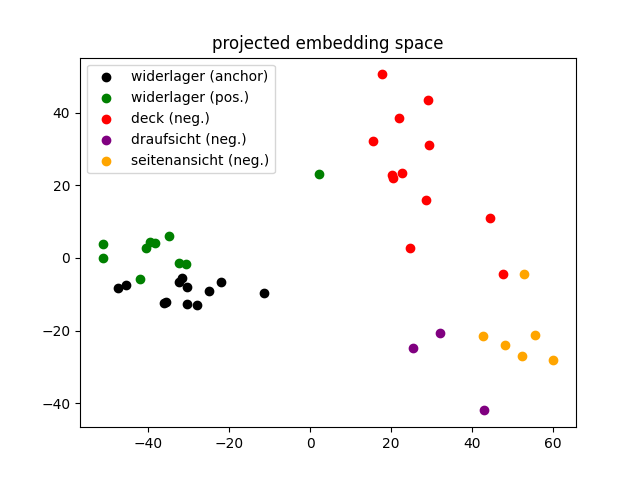 projected embedding space
widerlager (anchor)
widerlager (pos.)
deck (neg.)
draufsicht (neg.)
seitenansicht (neg.)
40
20
0
−20
−40
−40 −20 0 20 40 60